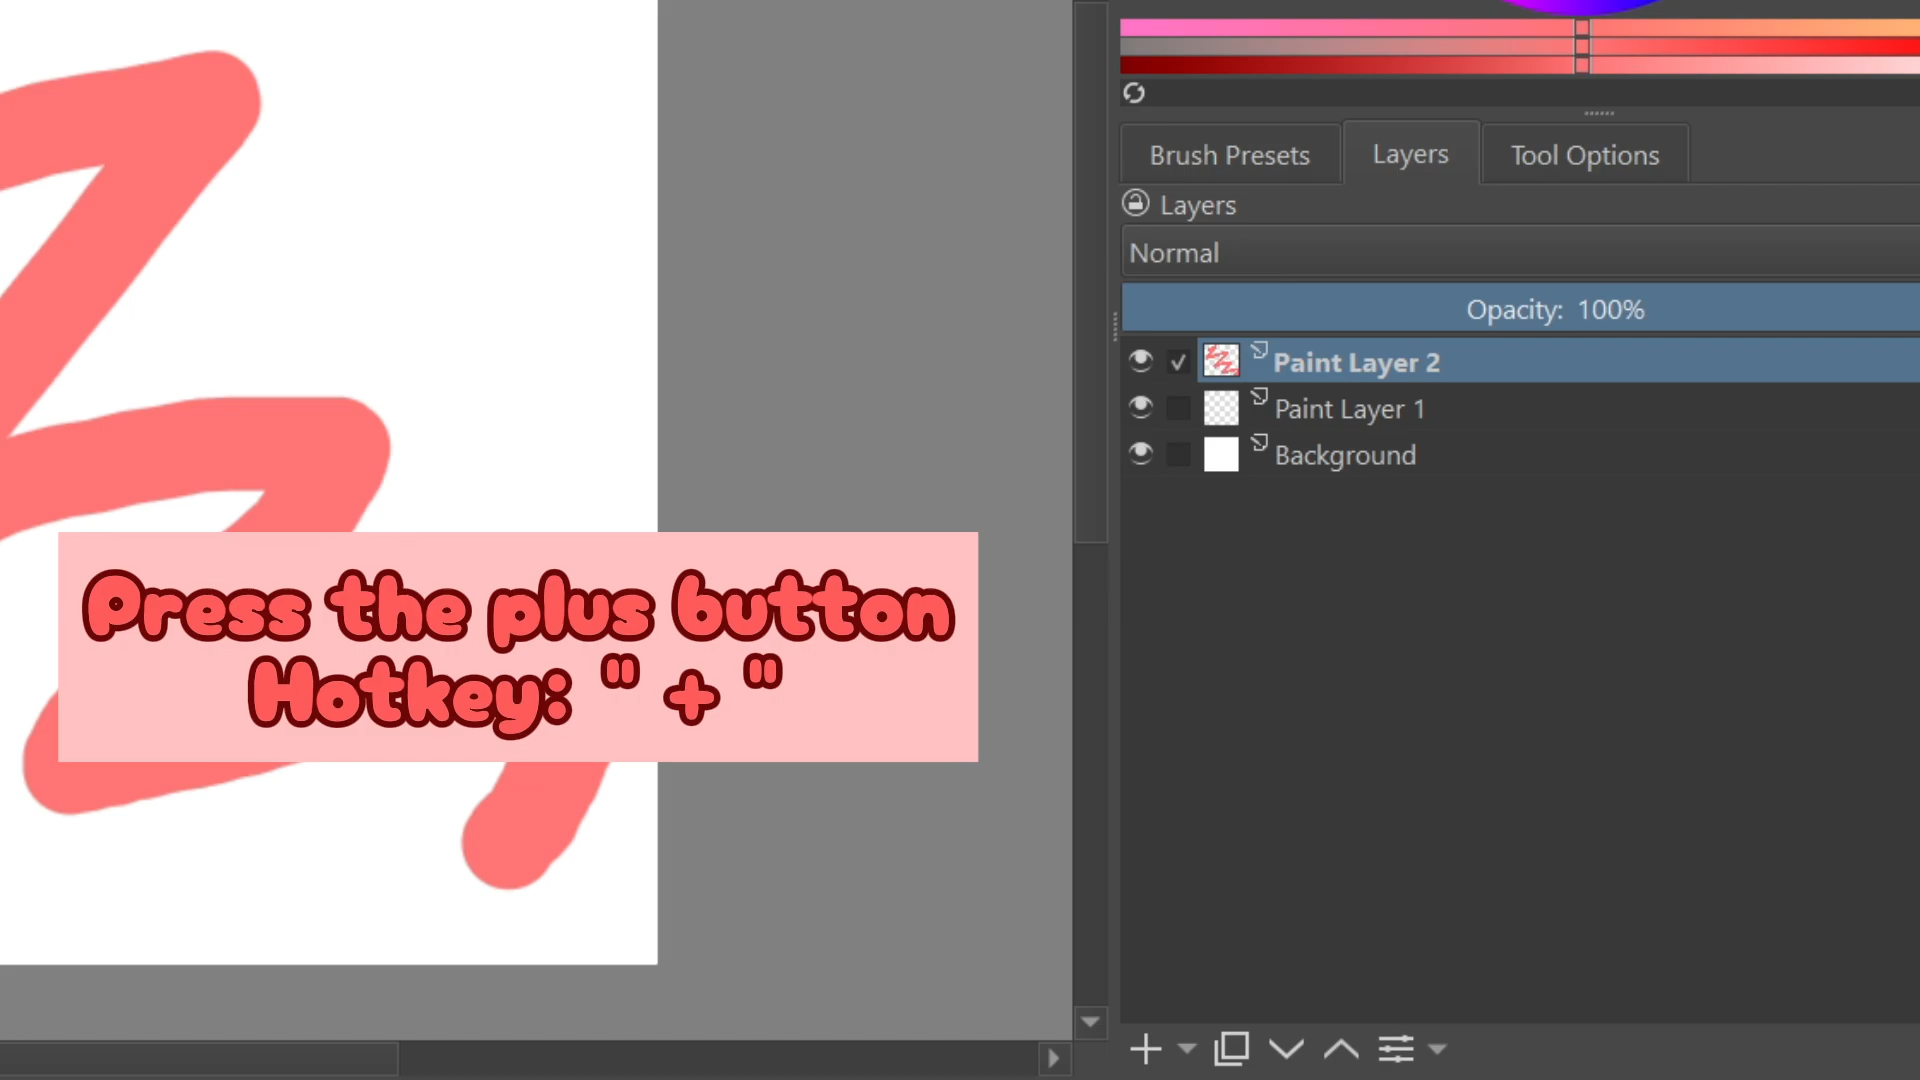 Brush Presets
Layers
Tool Options
Layers
Normal
Opacity: 100%
Paint Layer 2
Paint Layer 1
Background
Press the plus button
Hotkey: " + "